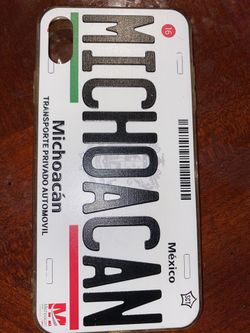 16
México
MICHOACAN
Michoacán
TRANSPORTE PRIVADO AUTOMOVIL